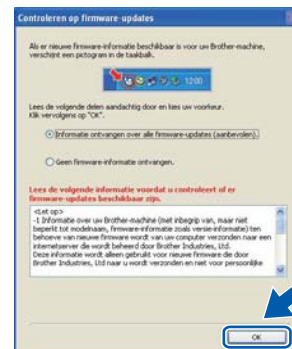 Controleren op firmware-updates
Als er nieuwe firmware-informatie beschikbaar is voor uw Brother-machine,
verschijnt een pictogram in de taakbalk.
12:00
Lees de volgende delen aandachtig door en kies uw voorkeur.
Klik vervolgens op "OK".
Informatie ontvangen over alle firmware-updates (aanbevolen).
Geen firmware-informatie ontvangen.
Lees de volgende informatie voordat u controleert of er
firmware-updates beschikbaar zijn.
<Let op>
-1 Informatie over uw Brother-machine (met inbegrip van, maar niet
beperkt tot modelnaam, firmware-informatie zoals versie-informatie) ten
behoeve van nieuwe firmware wordt van uw computer verzonden naar een
internetserver die wordt beheerd door Brother Industries, Ltd.
Deze informatie wordt alleen gebruikt voor nieuwe firmware die door
Brother Industries, Ltd naar u wordt verzonden en niet voor persoonlijke
OK